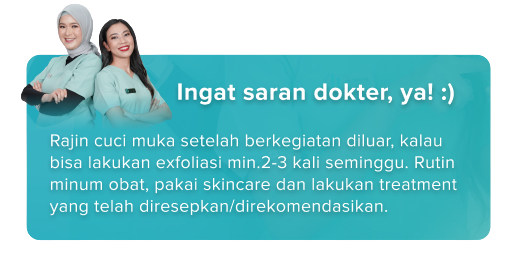 Ingat saran dokter, ya! :)
Rajin cuci muka setelah berkegiatan diluar, kalau
bisa lakukan exfoliasi min.2-3 kali seminggu. Rutin
minum obat, pakai skincare dan lakukan treatment
yang telah diresepkan/direkomendasikan.